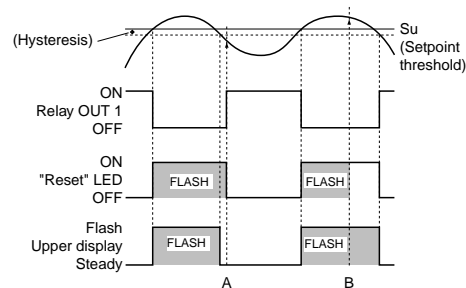 Su
(Setpoint
threshold)
(Hysteresis)
ON
Relay OUT 1
OFF
ON
"Reset" LED
OFF
FLASH
FLASH
Flash
Upper display
Steady
FLASH
FLASH
A
B